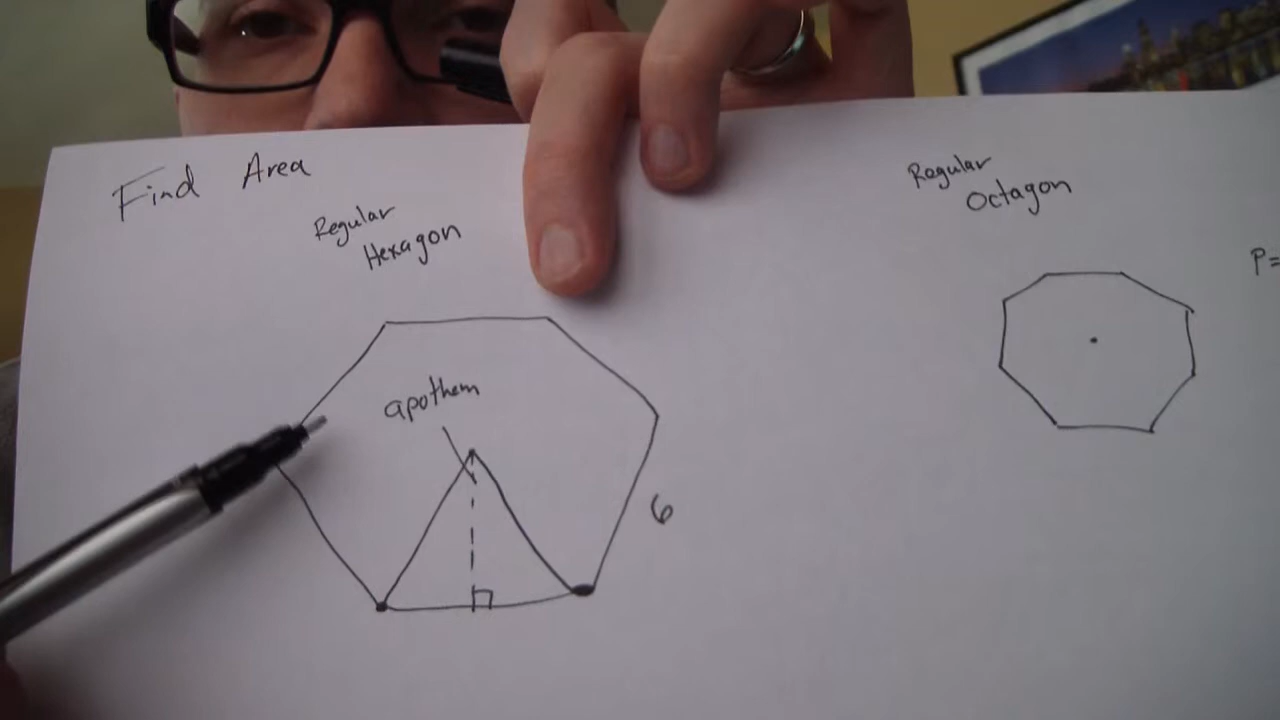 Find Area
Regular
Hexagon
apothem
6
Regular
Octagon
P=